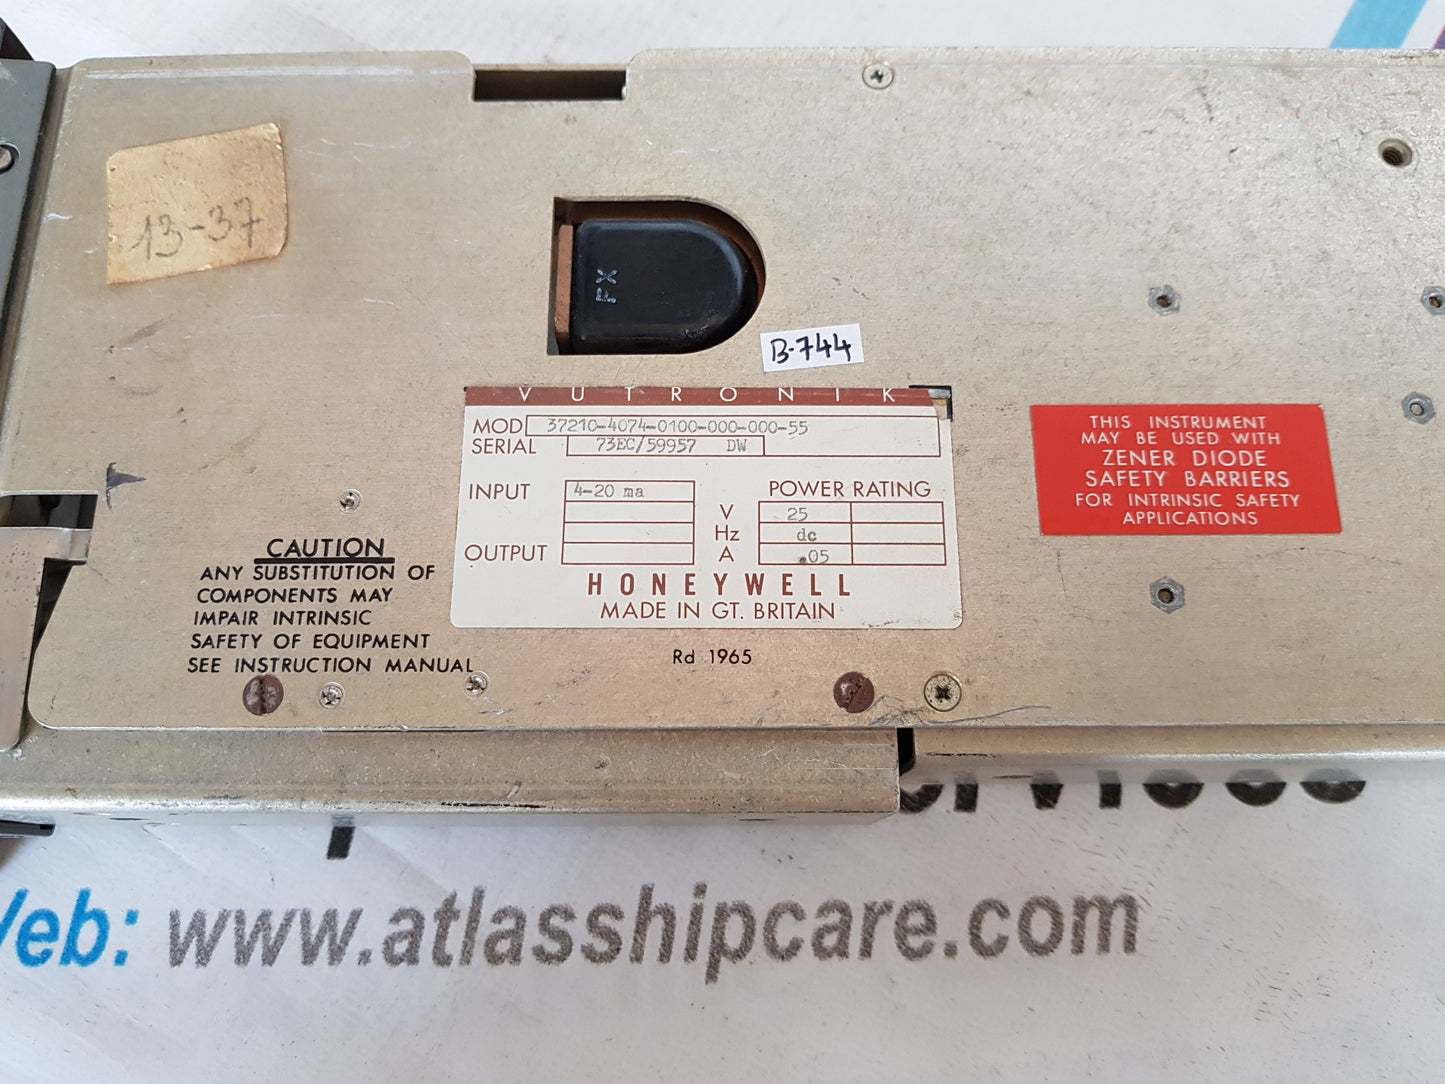 13-37
FX
B-744
VUTRONIK
MOD 37210-4074-0100-000-000-55
SERIAL 73EC/59957 DW
INPUT 4-20 ma
POWER RATING
V 25
Hz dc
OUTPUT
A .05
HONEYWELL
MADE IN GT. BRITAIN
Rd 1965
THIS INSTRUMENT
MAY BE USED WITH
ZENER DIODE
SAFETY BARRIERS
FOR INTRINSIC SAFETY
APPLICATIONS
CAUTION
ANY SUBSTITUTION OF
COMPONENTS MAY
IMPAIR INTRINSIC
SAFETY OF EQUIPMENT
SEE INSTRUCTION MANUAL
Web: www.atlasshipcare.com